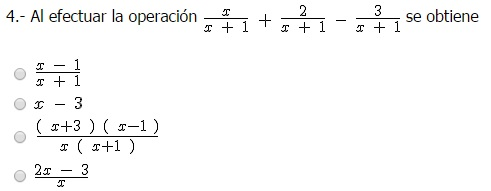 4.- Al efectuar la operación x/(x + 1) + 2/(x + 1) − 3/(x + 1) se obtiene
(x − 1)/(x + 1)
x − 3
(( x+3 ) ( x−1 ))/(x ( x+1 ))
(2x − 3)/x